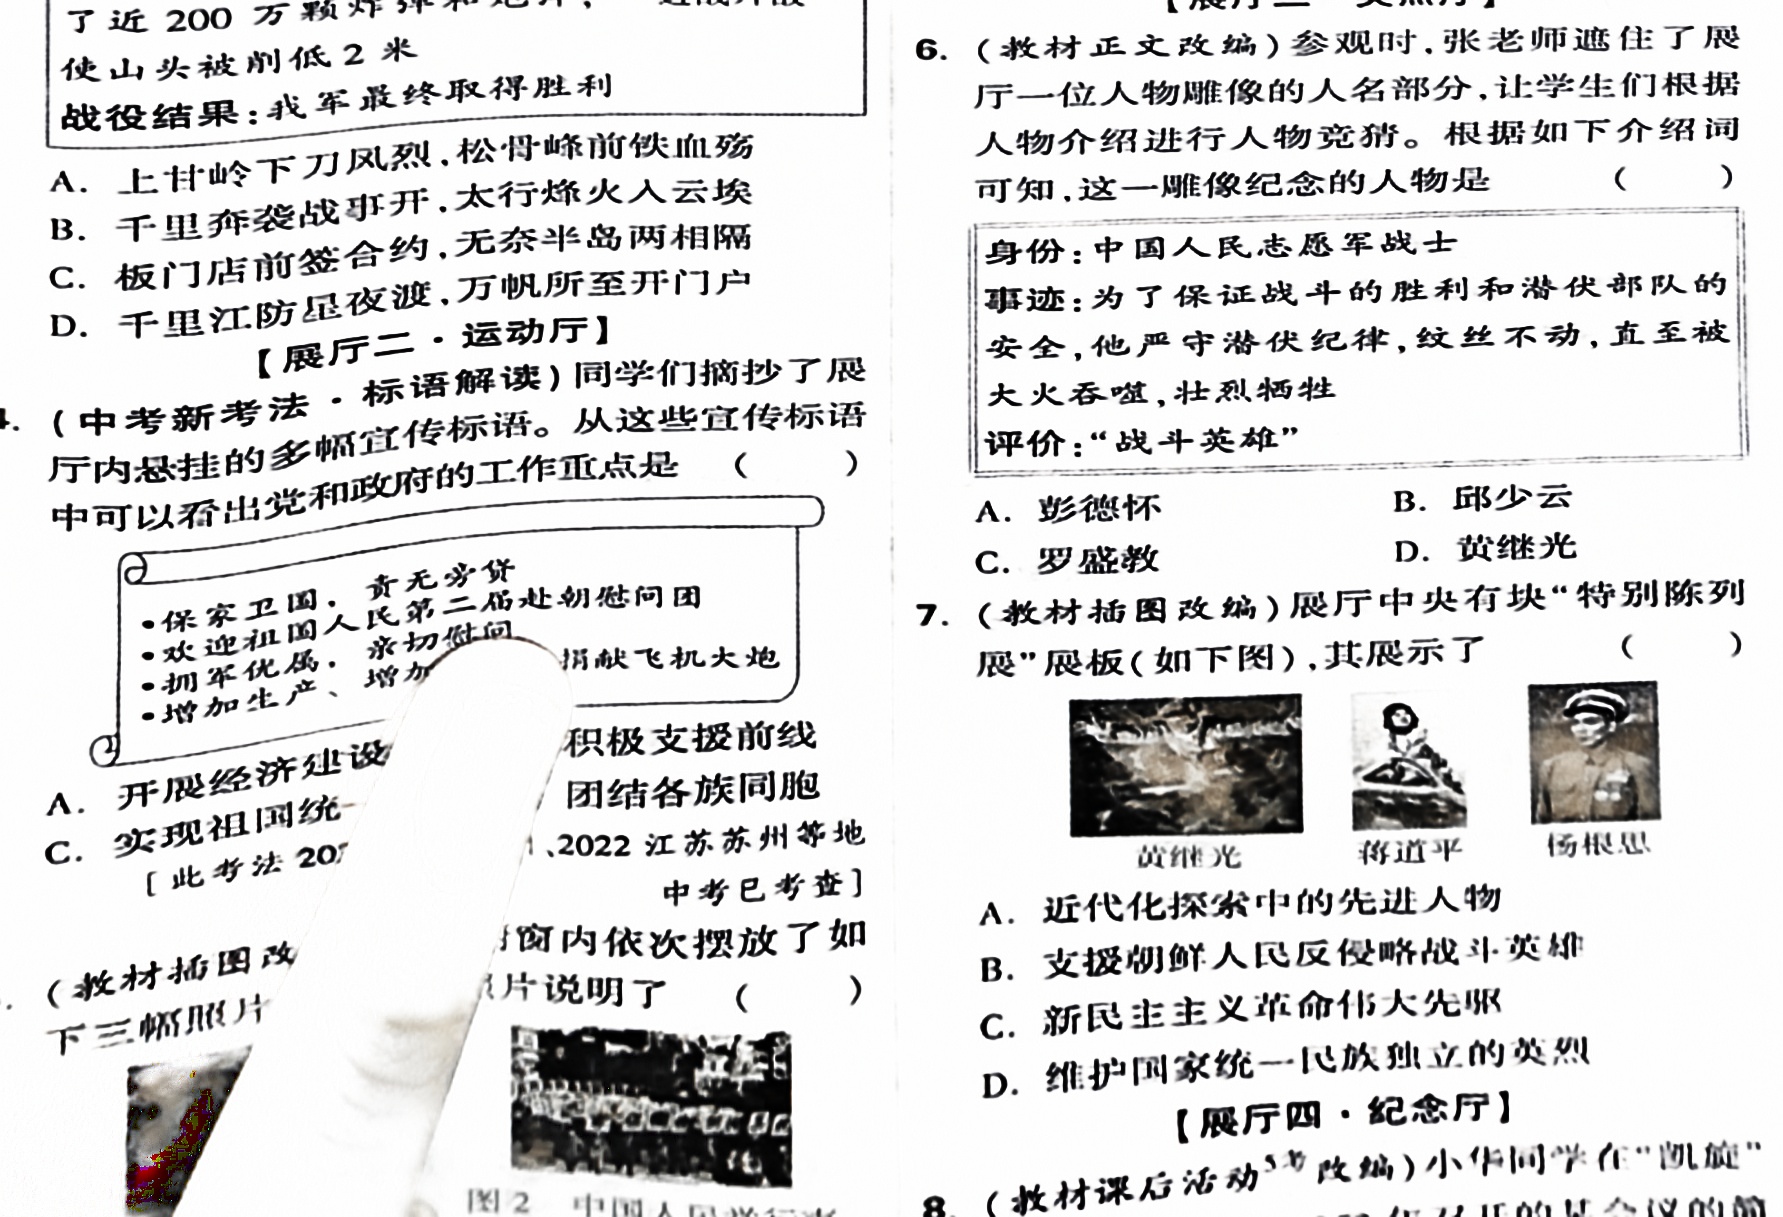 了近 200 万颗炸弹和炮弹,
使山头被削低 2 米
战役结果:我军最终取得胜利
A. 上甘岭下刀风烈,松骨峰前铁血殇
B. 千里奔袭战事开,太行烽火入云埃
C. 板门店前签合约,无奈半岛两相隔
D. 千里江防星夜渡,万帆所至开门户
【展厅二·运动厅】
4. (中考新考法·标语解读)同学们摘抄了展
厅内悬挂的多幅宣传标语。从这些宣传标语
中可以看出党和政府的工作重点是 ( )
•保家卫国,责无旁贷
•欢迎祖国人民第二届赴朝慰问团
•拥军优属,亲切慰问
•增加生产、增加 捐献飞机大炮
A. 开展经济建设 积极支援前线
C. 实现祖国统一 团结各族同胞
[此考法 202 、2022 江苏苏州等地
中考已考查]
(教材插图改 窗内依次摆放了如
下三幅照片 片说明了 ( )
图 2 中国人民
6. (教材正文改编)参观时,张老师遮住了展
厅一位人物雕像的人名部分,让学生们根据
人物介绍进行人物竞猜。根据如下介绍词
可知,这一雕像纪念的人物是 ( )
身份:中国人民志愿军战士
事迹:为了保证战斗的胜利和潜伏部队的
安全,他严守潜伏纪律,纹丝不动,直至被
大火吞噬,壮烈牺牲
评价:“战斗英雄”
A. 彭德怀 B. 邱少云
C. 罗盛教 D. 黄继光
7. (教材插图改编)展厅中央有块“特别陈列
展”展板(如下图),其展示了 ( )
黄继光 蒋道平 杨根思
A. 近代化探索中的先进人物
B. 支援朝鲜人民反侵略战斗英雄
C. 新民主主义革命伟大先驱
D. 维护国家统一民族独立的英烈
【展厅四·纪念厅】
8. (教材课后活动改编)小华同学在“凯旋”